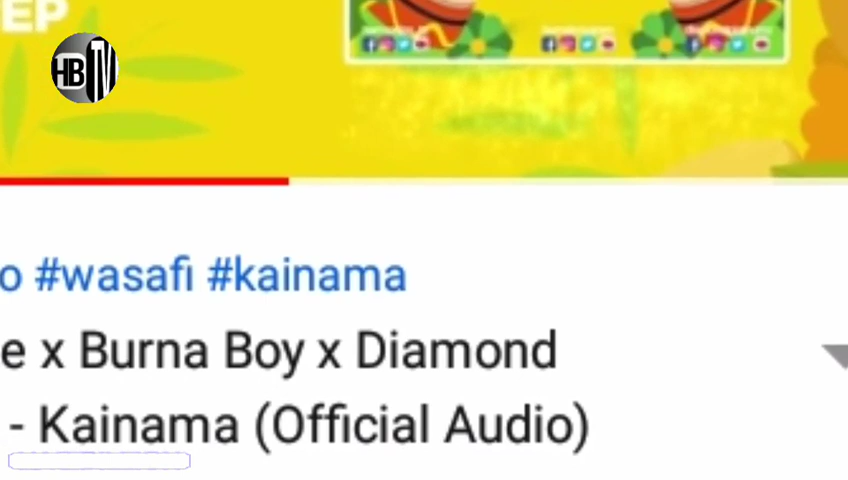 EP
HB TV
o #wasafi #kainama
e x Burna Boy x Diamond
- Kainama (Official Audio)